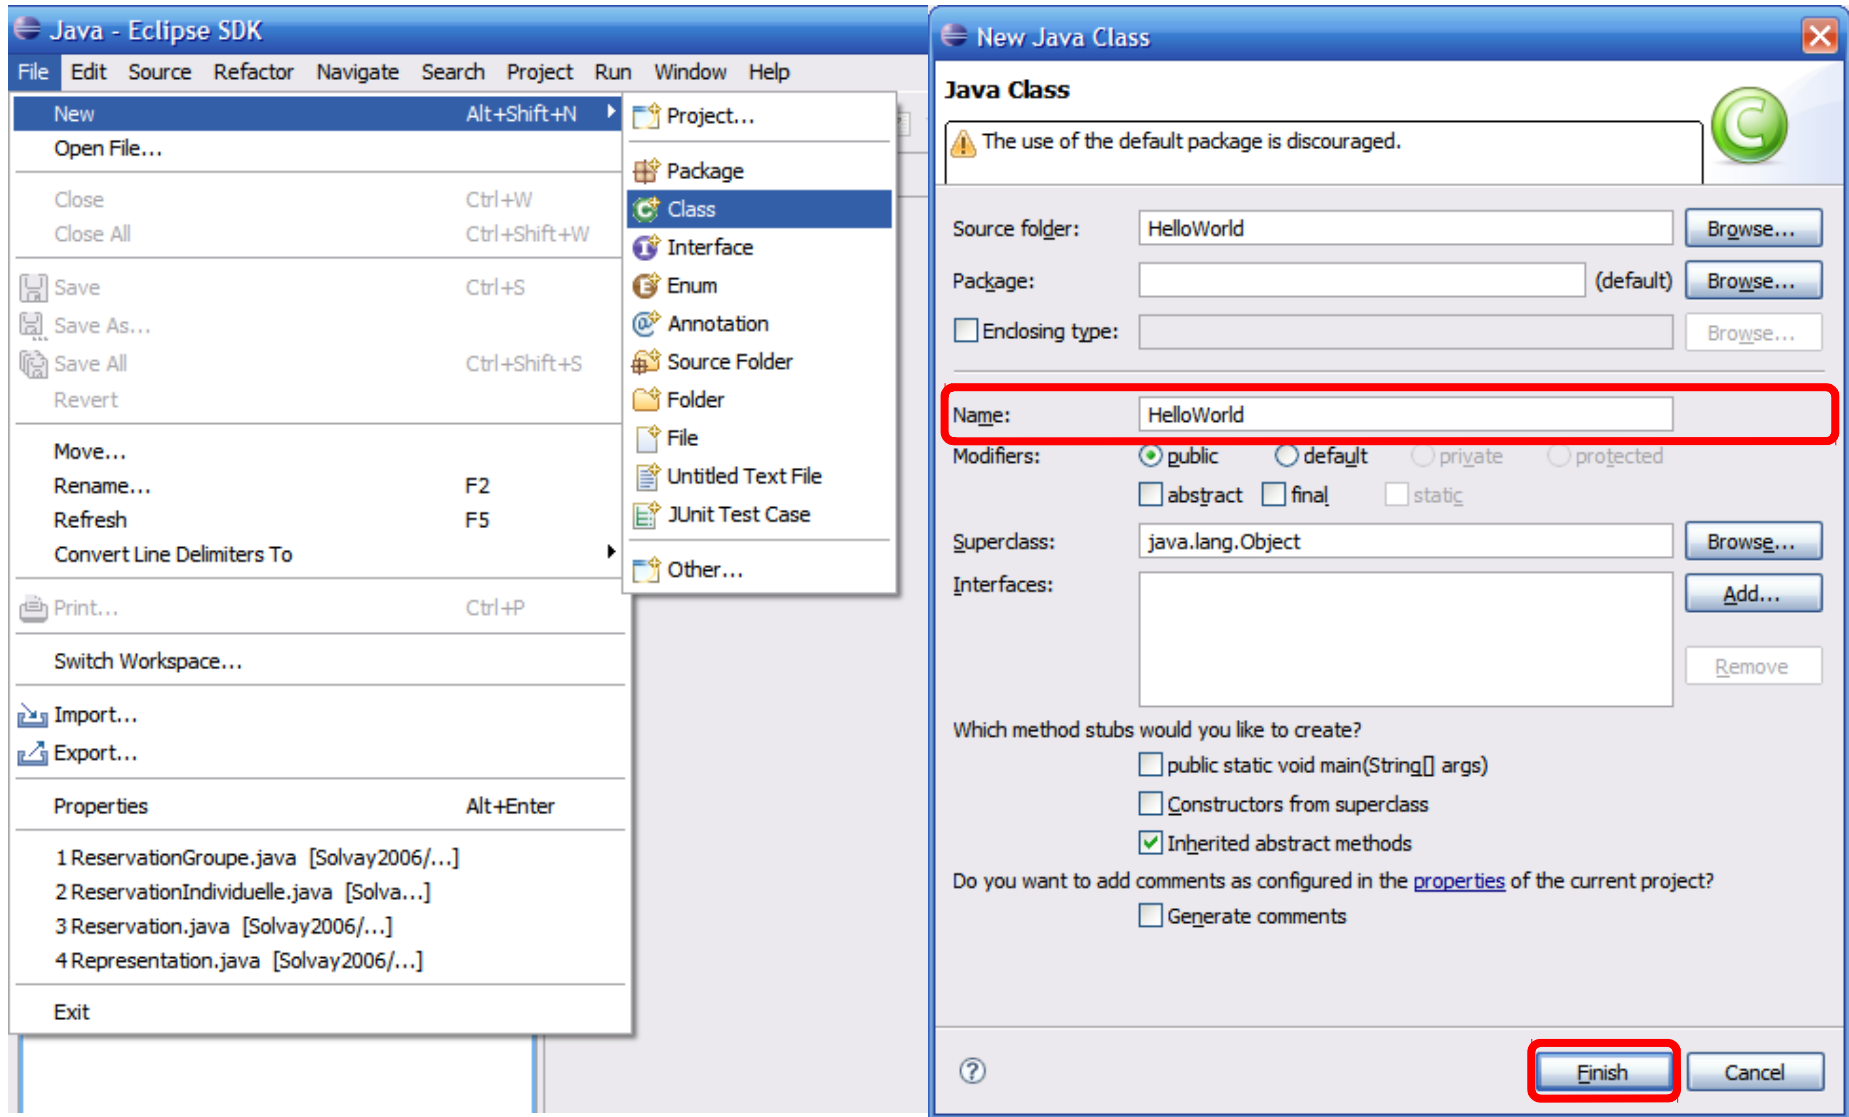 Java - Eclipse SDK
File Edit Source Refactor Navigate Search Project Run Window Help
New Alt+Shift+N
Open File...
Close Ctrl+W
Close All Ctrl+Shift+W
Save Ctrl+S
Save As...
Save All Ctrl+Shift+S
Revert
Move...
Rename... F2
Refresh F5
Convert Line Delimiters To
Print... Ctrl+P
Switch Workspace...
Import...
Export...
Properties Alt+Enter
1 ReservationGroupe.java [Solvay2006/...]
2 ReservationIndividuelle.java [Solva...]
3 Reservation.java [Solvay2006/...]
4 Representation.java [Solvay2006/...]
Exit
Project...
Package
Class
Interface
Enum
Annotation
Source Folder
Folder
File
Untitled Text File
JUnit Test Case
Other...
New Java Class
Java Class
The use of the default package is discouraged.
Source folder: HelloWorld Browse...
Package: (default) Browse...
Enclosing type: Browse...
Name: HelloWorld
Modifiers: public default private protected
abstract final static
Superclass: java.lang.Object Browse...
Interfaces: Add...
Remove
Which method stubs would you like to create?
public static void main(String[] args)
Constructors from superclass
Inherited abstract methods
Do you want to add comments as configured in the properties of the current project?
Generate comments
Finish Cancel